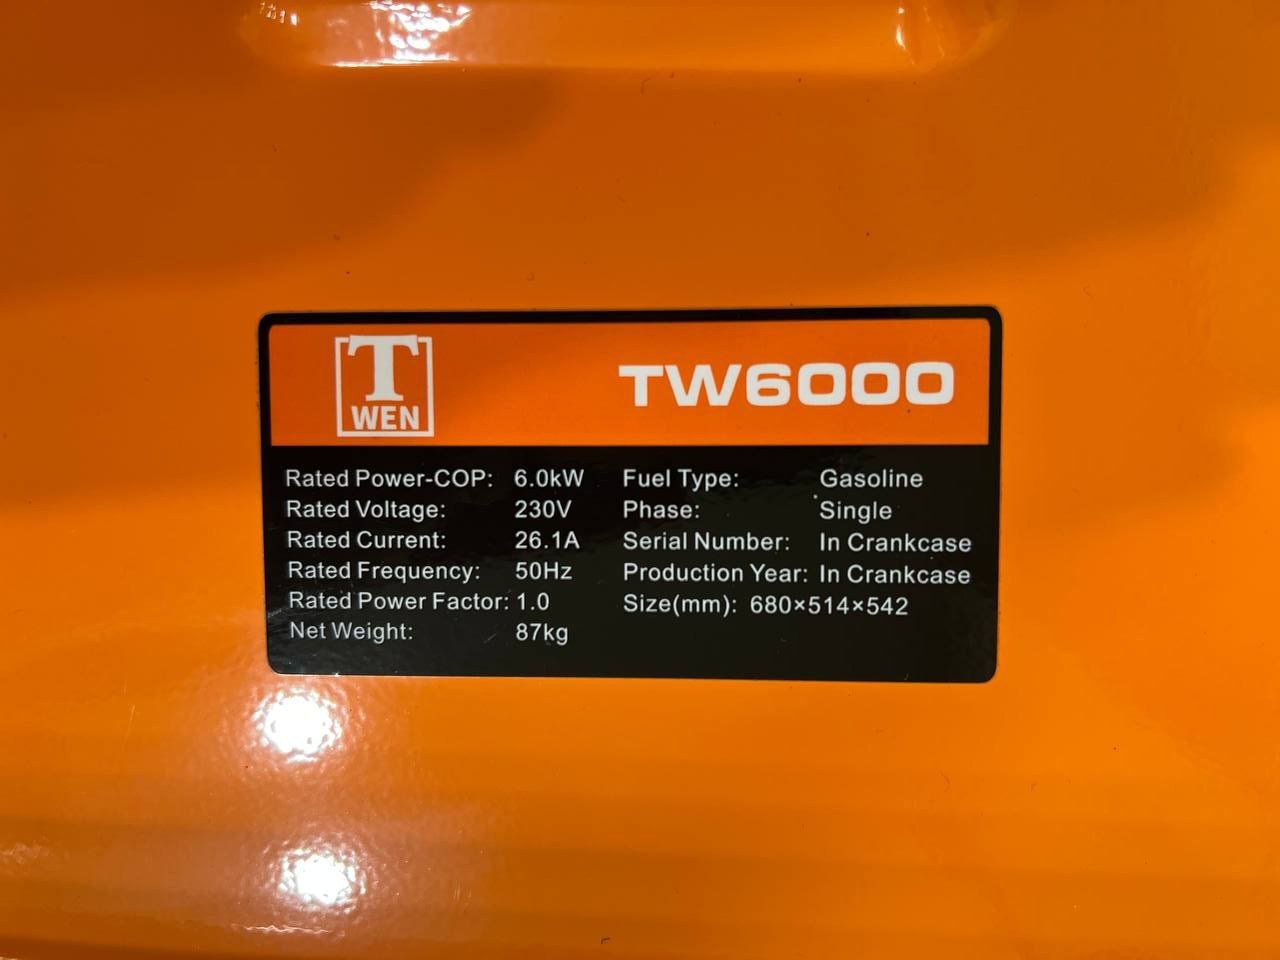 T
WEN
TW6000
Rated Power-COP: 6.0kW
Rated Voltage: 230V
Rated Current: 26.1A
Rated Frequency: 50Hz
Rated Power Factor: 1.0
Net Weight: 87kg
Fuel Type: Gasoline
Phase: Single
Serial Number: In Crankcase
Production Year: In Crankcase
Size(mm): 680×514×542